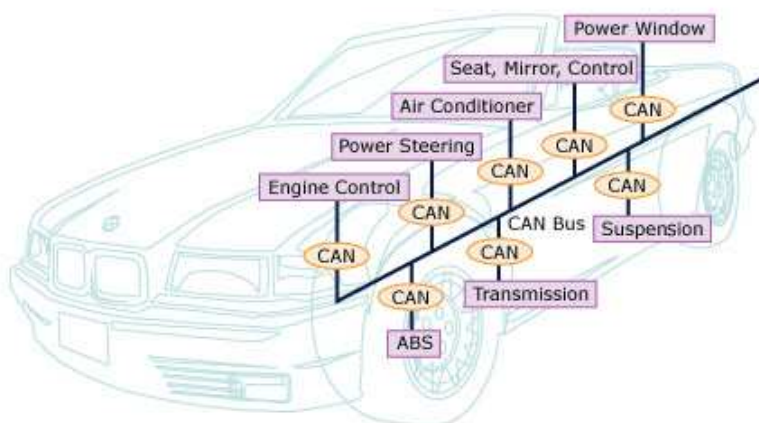 Power Window
Seat, Mirror, Control
CAN
Air Conditioner
CAN
Power Steering
CAN
CAN
Engine Control
CAN
CAN
CAN Bus
Suspension
CAN
CAN
Transmission
ABS